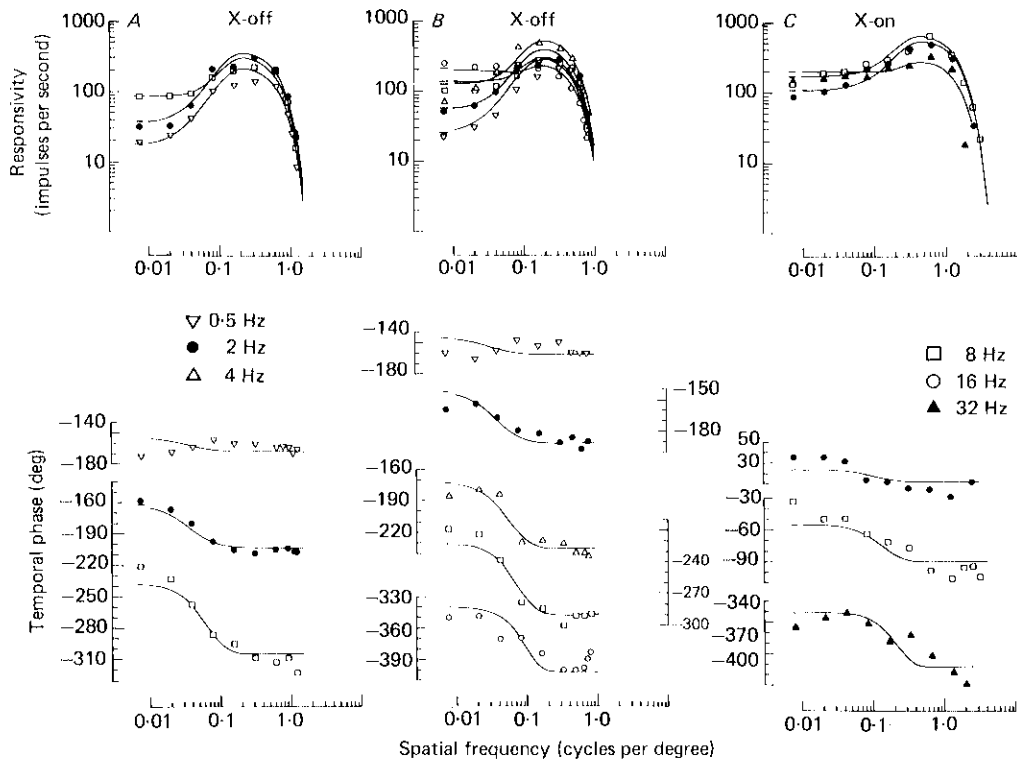 A X-off
B X-off
C X-on
Responsivity
(impulses per second)
1000
100
10
1000
100
10
1000
100
10
0·01 0·1 1·0
0·01 0·1 1·0
0·01 0·1 1·0
▽ 0·5 Hz
● 2 Hz
△ 4 Hz
□ 8 Hz
○ 16 Hz
▲ 32 Hz
Temporal phase (deg)
−140
−180
−160
−190
−220
−250
−290
−310
−140
−180
−150
−190
−160
−190
−220
−240
−270
−300
−330
−360
−390
50
30
−30
−60
−90
−340
−370
−400
0·01 0·1 1·0
0·01 0·1 1·0
0·01 0·1 1·0
Spatial frequency (cycles per degree)